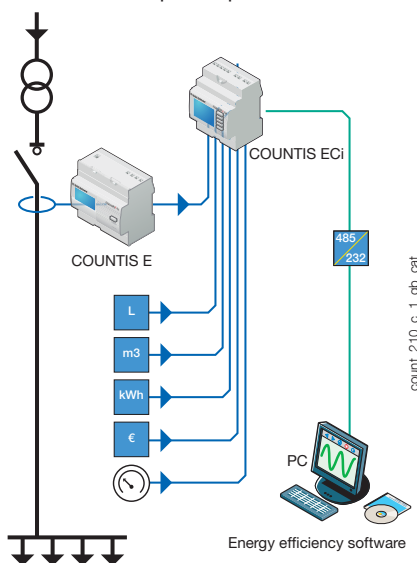 COUNTIS ECi
COUNTIS E
485
232
L
m3
kWh
€
PC
Energy efficiency software
count_210_c_1_gb_cat